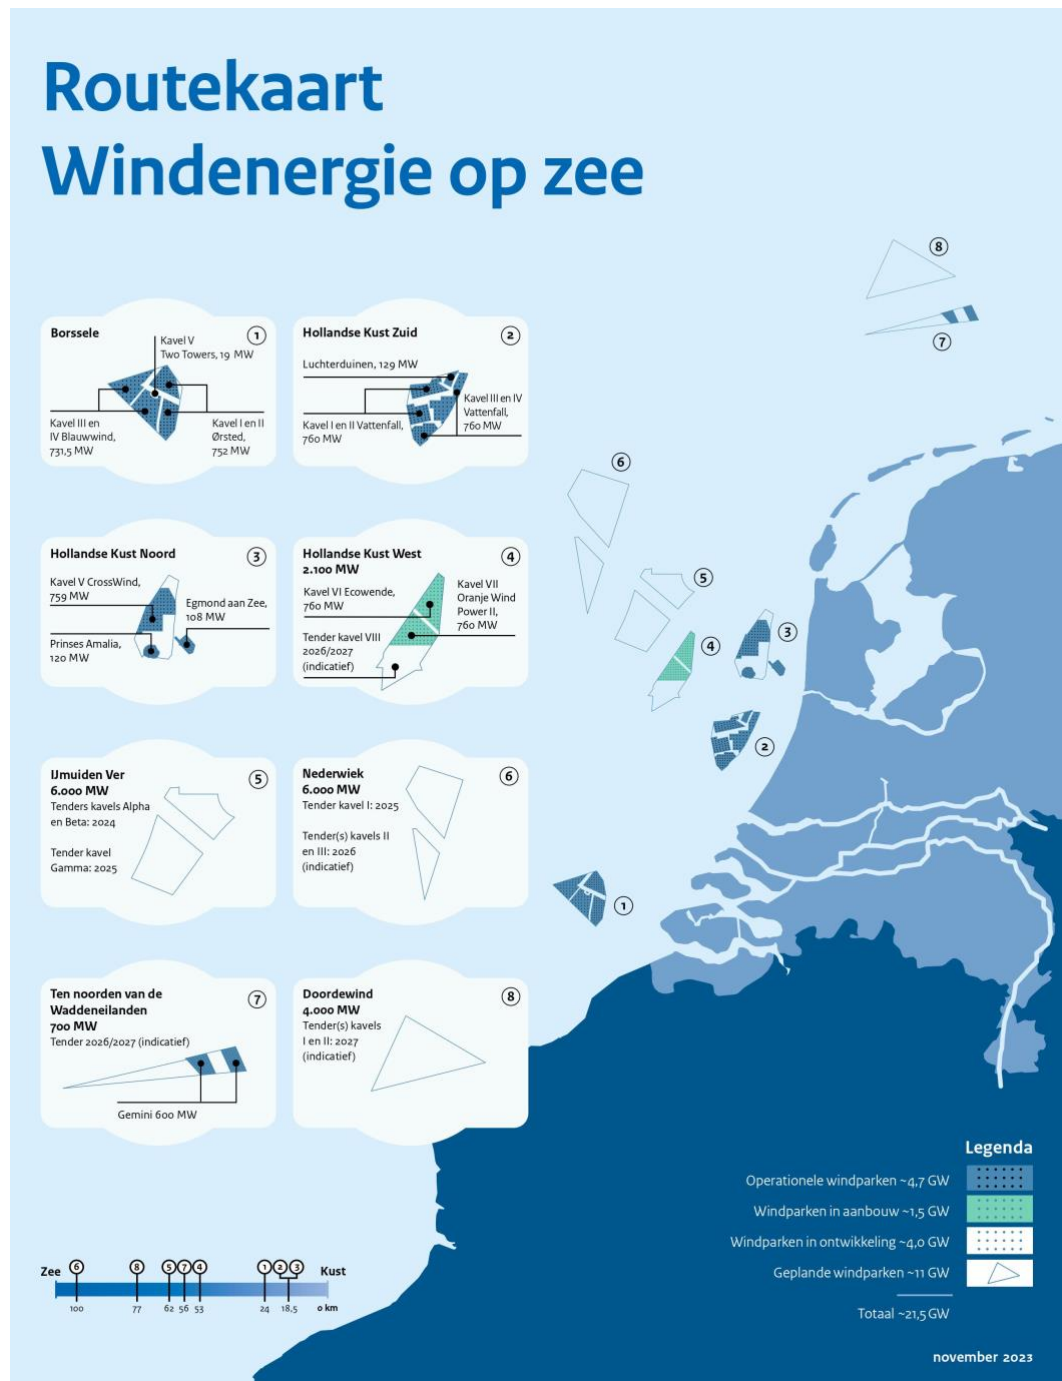 Routekaart
Windenergie op zee
8
7
6
5
4
3
2
1
Borssele
1
Kavel V
Two Towers, 19 MW
Kavel III en
IV Blauwwind,
731,5 MW
Kavel I en II
Ørsted,
752 MW
Hollandse Kust Zuid
2
Luchterduinen, 129 MW
Kavel III en IV
Vattenfall,
760 MW
Kavel I en II Vattenfall,
760 MW
Hollandse Kust Noord
3
Kavel V CrossWind,
759 MW
Egmond aan Zee,
108 MW
Prinses Amalia,
120 MW
Hollandse Kust West
2.100 MW
4
Kavel VI Ecowende,
760 MW
Kavel VII
Oranje Wind
Power II,
760 MW
Tender kavel VIII
2026/2027
(indicatief)
IJmuiden Ver
6.000 MW
5
Tenders kavels Alpha
en Beta: 2024
Tender kavel
Gamma: 2025
Nederwiek
6.000 MW
6
Tender kavel I: 2025
Tender(s) kavels II
en III: 2026
(indicatief)
Ten noorden van de
Waddeneilanden
700 MW
7
Tender 2026/2027 (indicatief)
Gemini 600 MW
Doordewind
4.000 MW
8
Tender(s) kavels
I en II: 2027
(indicatief)
Legenda
Operationele windparken ~4,7 GW
Windparken in aanbouw ~1,5 GW
Windparken in ontwikkeling ~4,0 GW
Geplande windparken ~11 GW
Totaal ~21,5 GW
Zee 6 8 5 7 4 1 2 3 Kust
100 77 62 56 53 24 18,5 0 km
november 2023